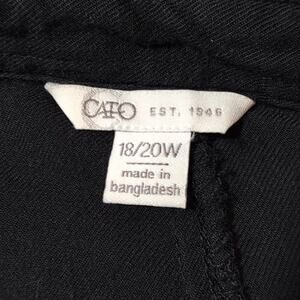 CATO EST. 1946
18/20W
made in
bangladesh